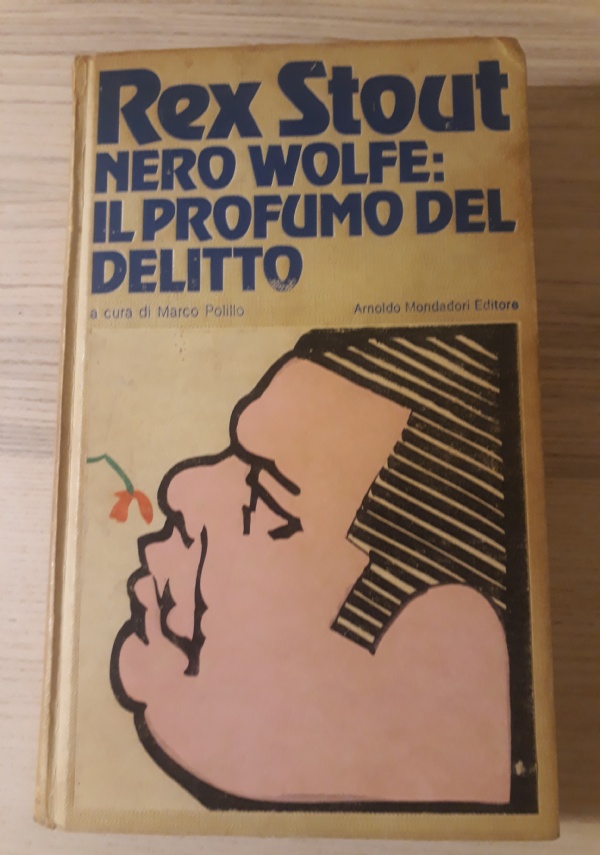 Rex Stout
NERO WOLFE:
IL PROFUMO DEL
DELITTO
a cura di Marco Polillo
Arnoldo Mondadori Editore